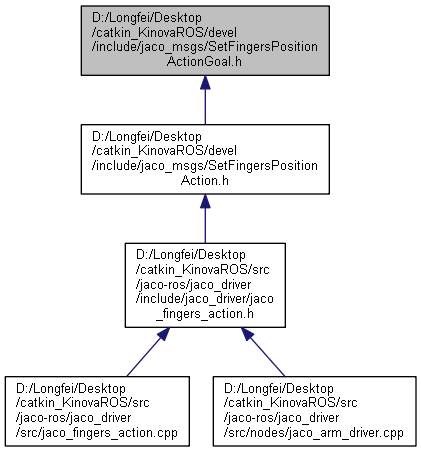 D:/Longfei/Desktop
/catkin_KinovaROS/devel
/include/jaco_msgs/SetFingersPosition
ActionGoal.h
D:/Longfei/Desktop
/catkin_KinovaROS/devel
/include/jaco_msgs/SetFingersPosition
Action.h
D:/Longfei/Desktop
/catkin_KinovaROS/src
/jaco-ros/jaco_driver
/include/jaco_driver/jaco
_fingers_action.h
D:/Longfei/Desktop
/catkin_KinovaROS/src
/jaco-ros/jaco_driver
/src/jaco_fingers_action.cpp
D:/Longfei/Desktop
/catkin_KinovaROS/src
/jaco-ros/jaco_driver
/src/nodes/jaco_arm_driver.cpp